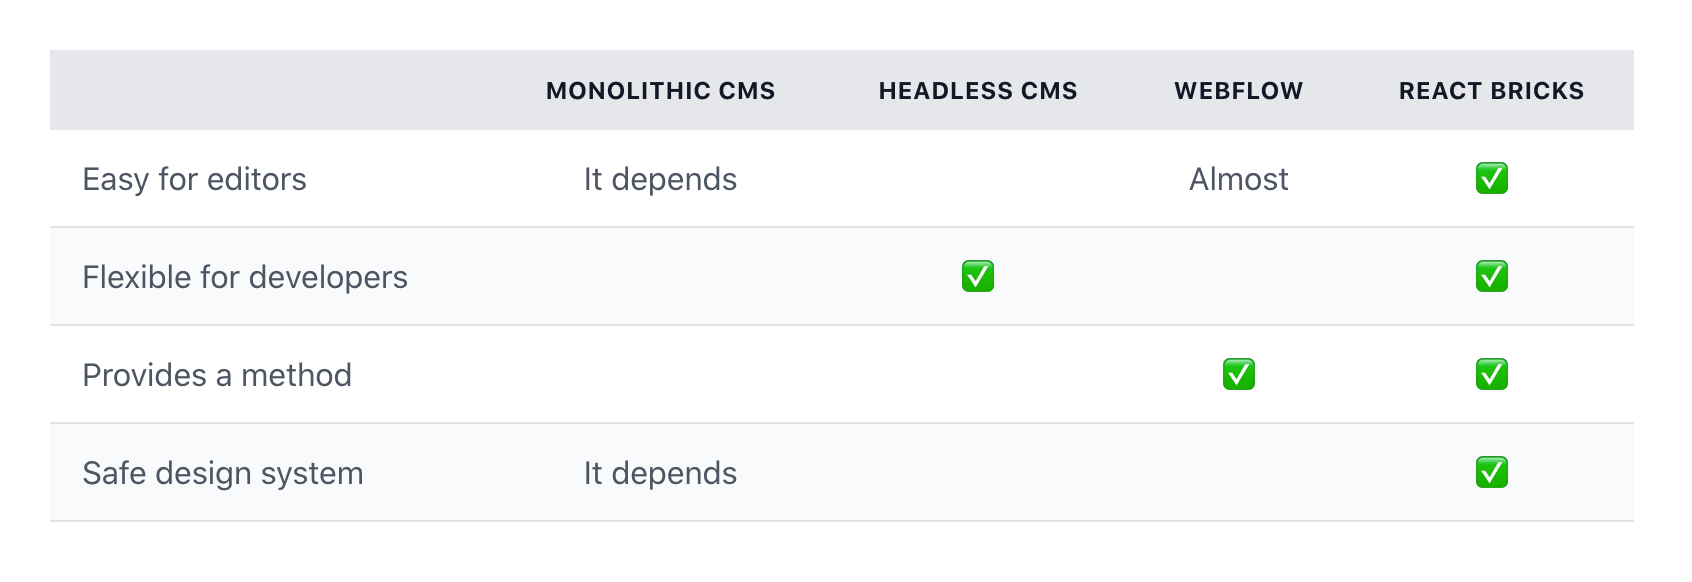 MONOLITHIC CMS HEADLESS CMS WEBFLOW REACT BRICKS
Easy for editors It depends Almost ✅
Flexible for developers ✅ ✅
Provides a method ✅ ✅
Safe design system It depends ✅